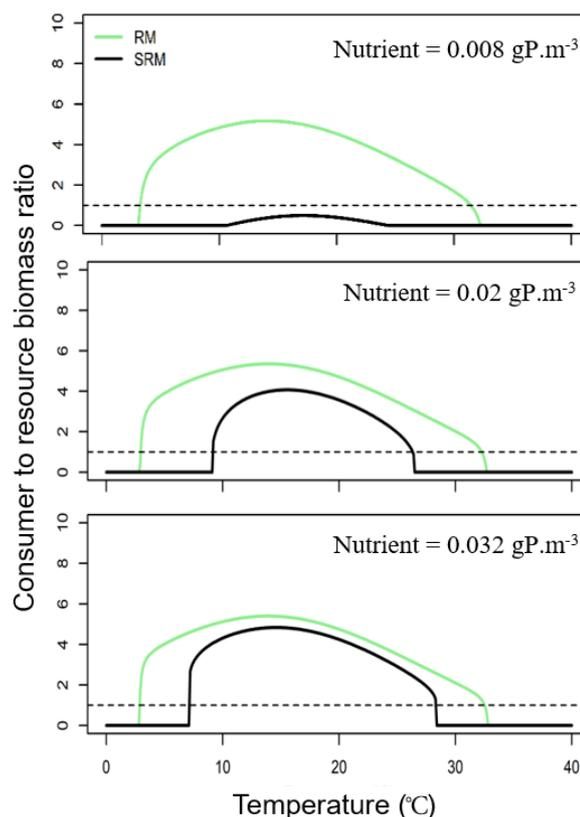 Consumer to resource biomass ratio
RM
SRM
Nutrient = 0.008 gP.m-3
10
8
6
4
2
0
Nutrient = 0.02 gP.m-3
10
8
6
4
2
0
Nutrient = 0.032 gP.m-3
10
8
6
4
2
0
0 10 20 30 40
Temperature (℃)